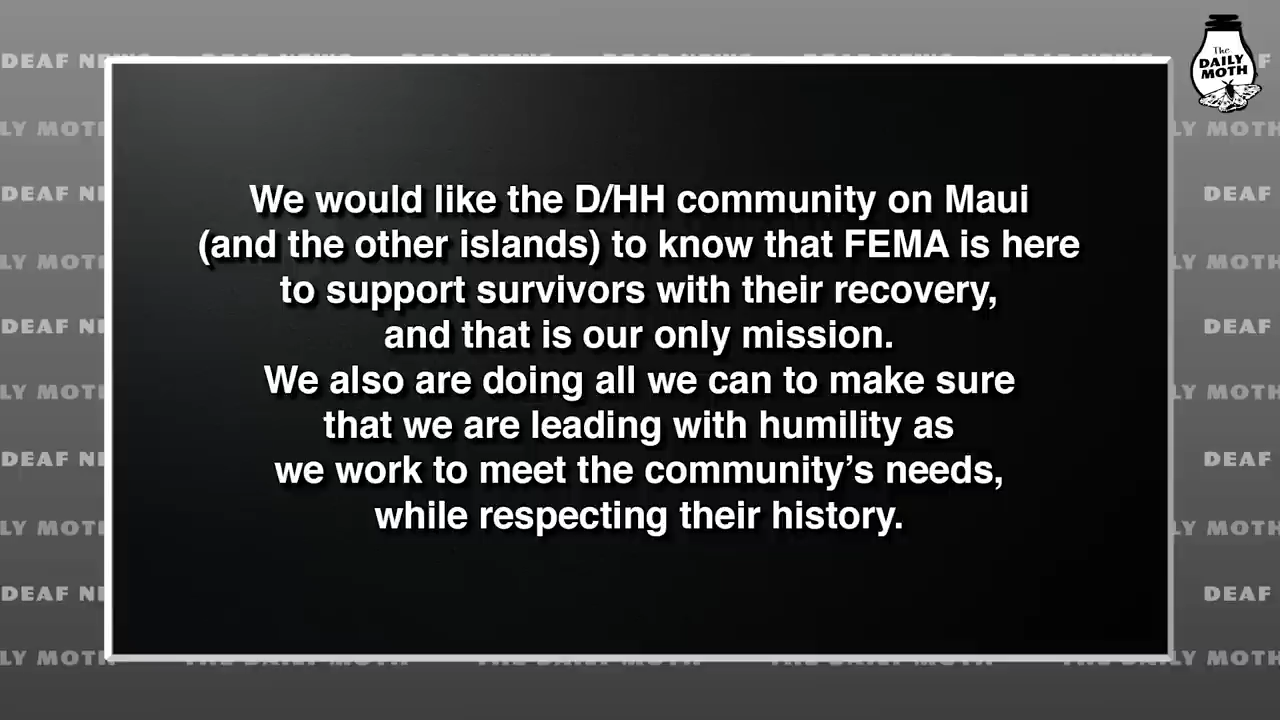 The
DAILY
MOTH
We would like the D/HH community on Maui
(and the other islands) to know that FEMA is here
to support survivors with their recovery,
and that is our only mission.
We also are doing all we can to make sure
that we are leading with humility as
we work to meet the community’s needs,
while respecting their history.